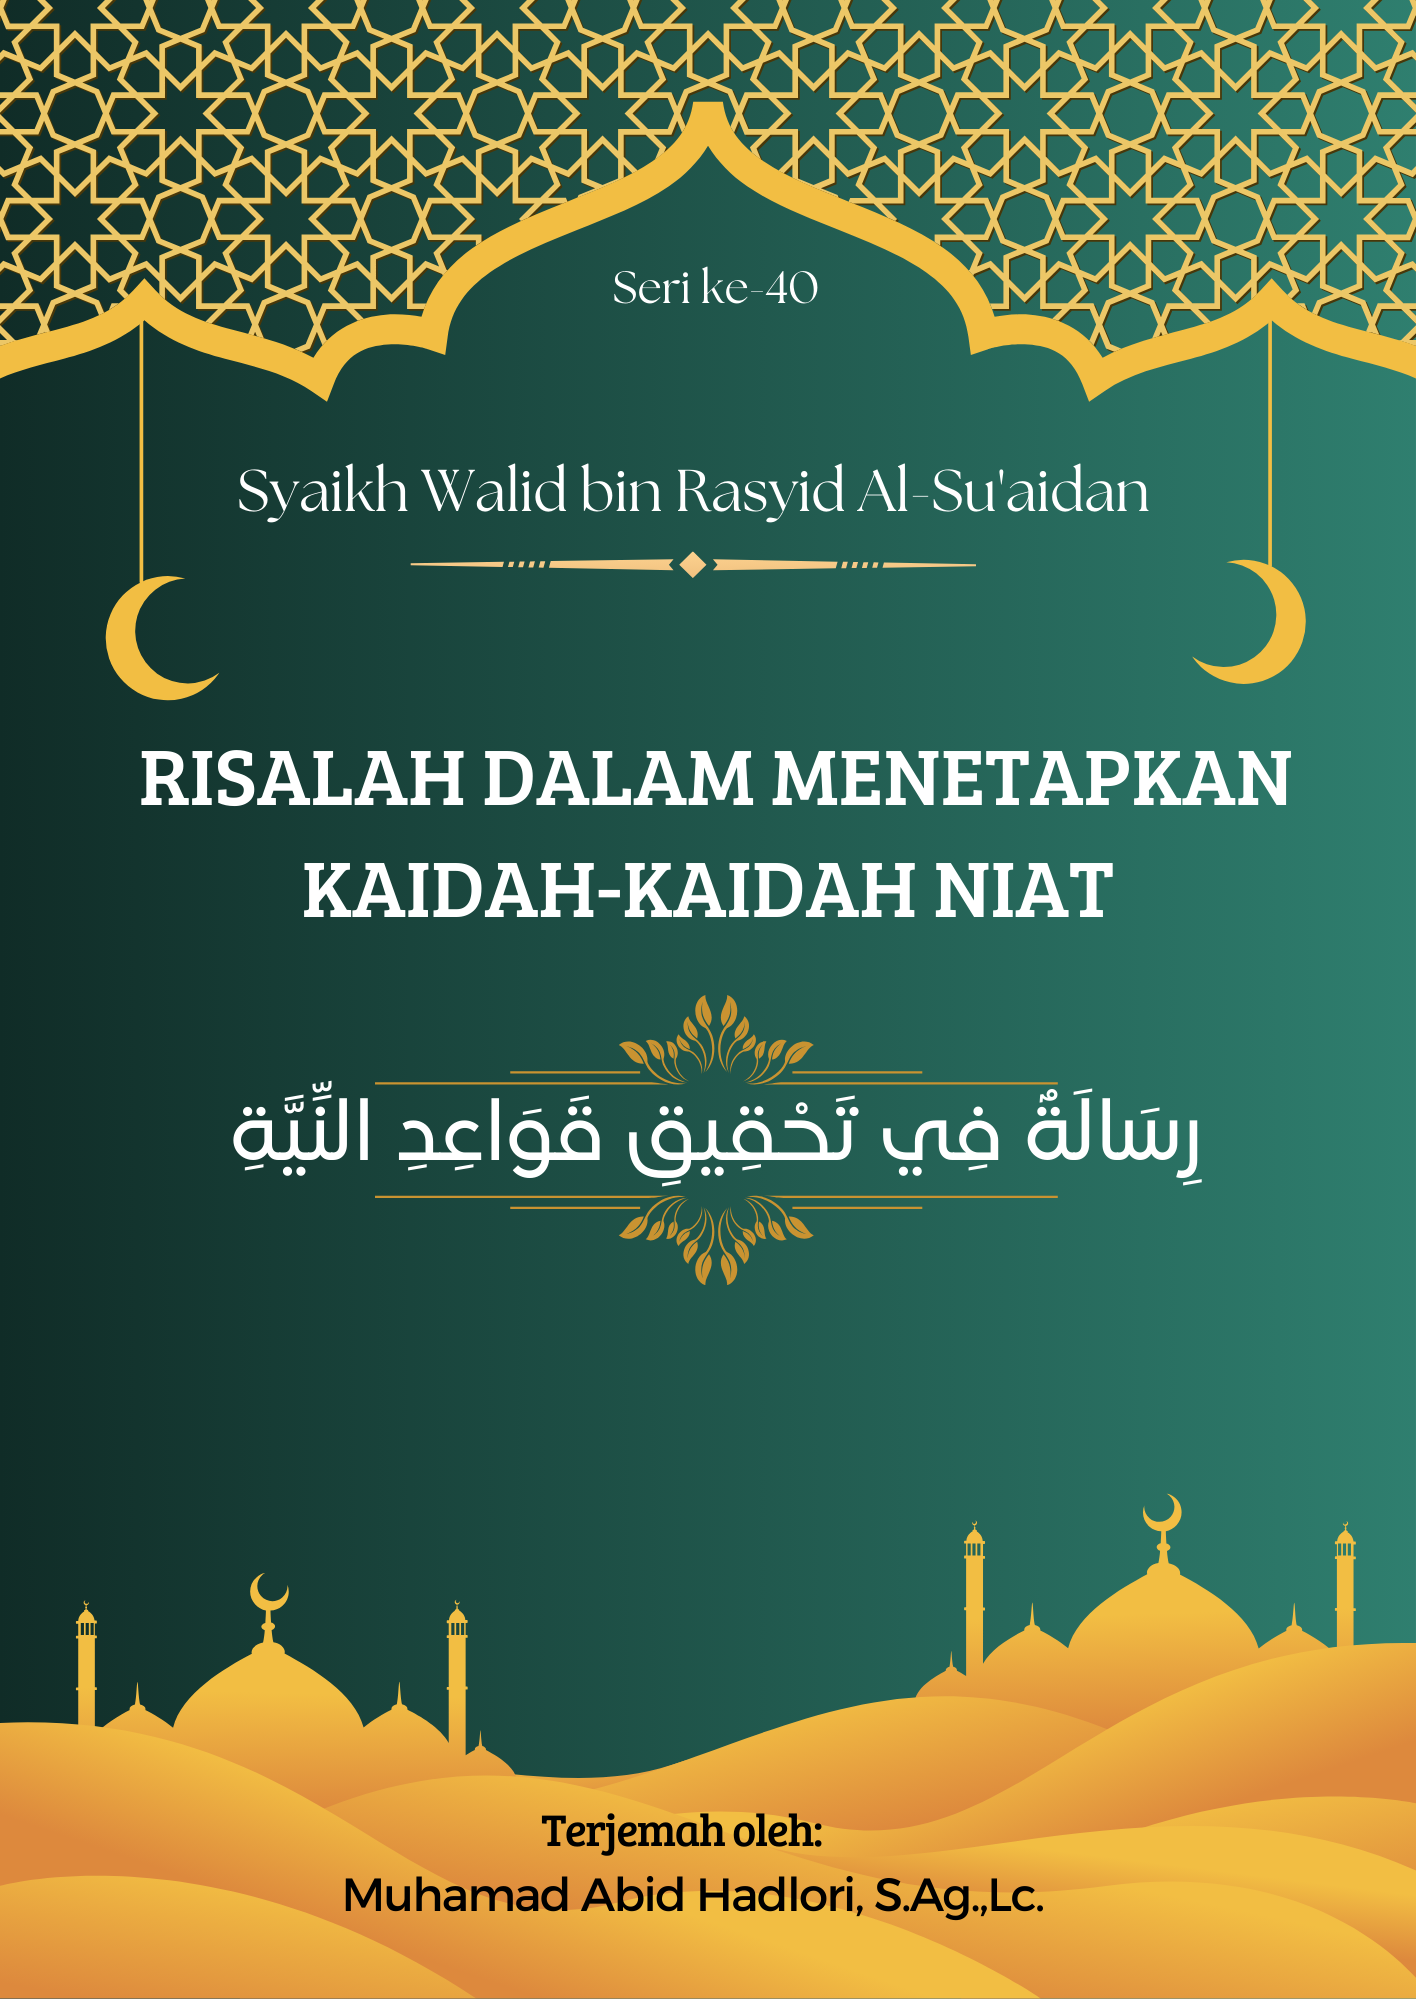 Seri ke-40
Syaikh Walid bin Rasyid Al-Su'aidan
RISALAH DALAM MENETAPKAN
KAIDAH-KAIDAH NIAT
رِسَالَةٌ فِي تَحْقِيقِ قَوَاعِدِ النِّيَّةِ
Terjemah oleh:
Muhamad Abid Hadlori, S.Ag.,Lc.